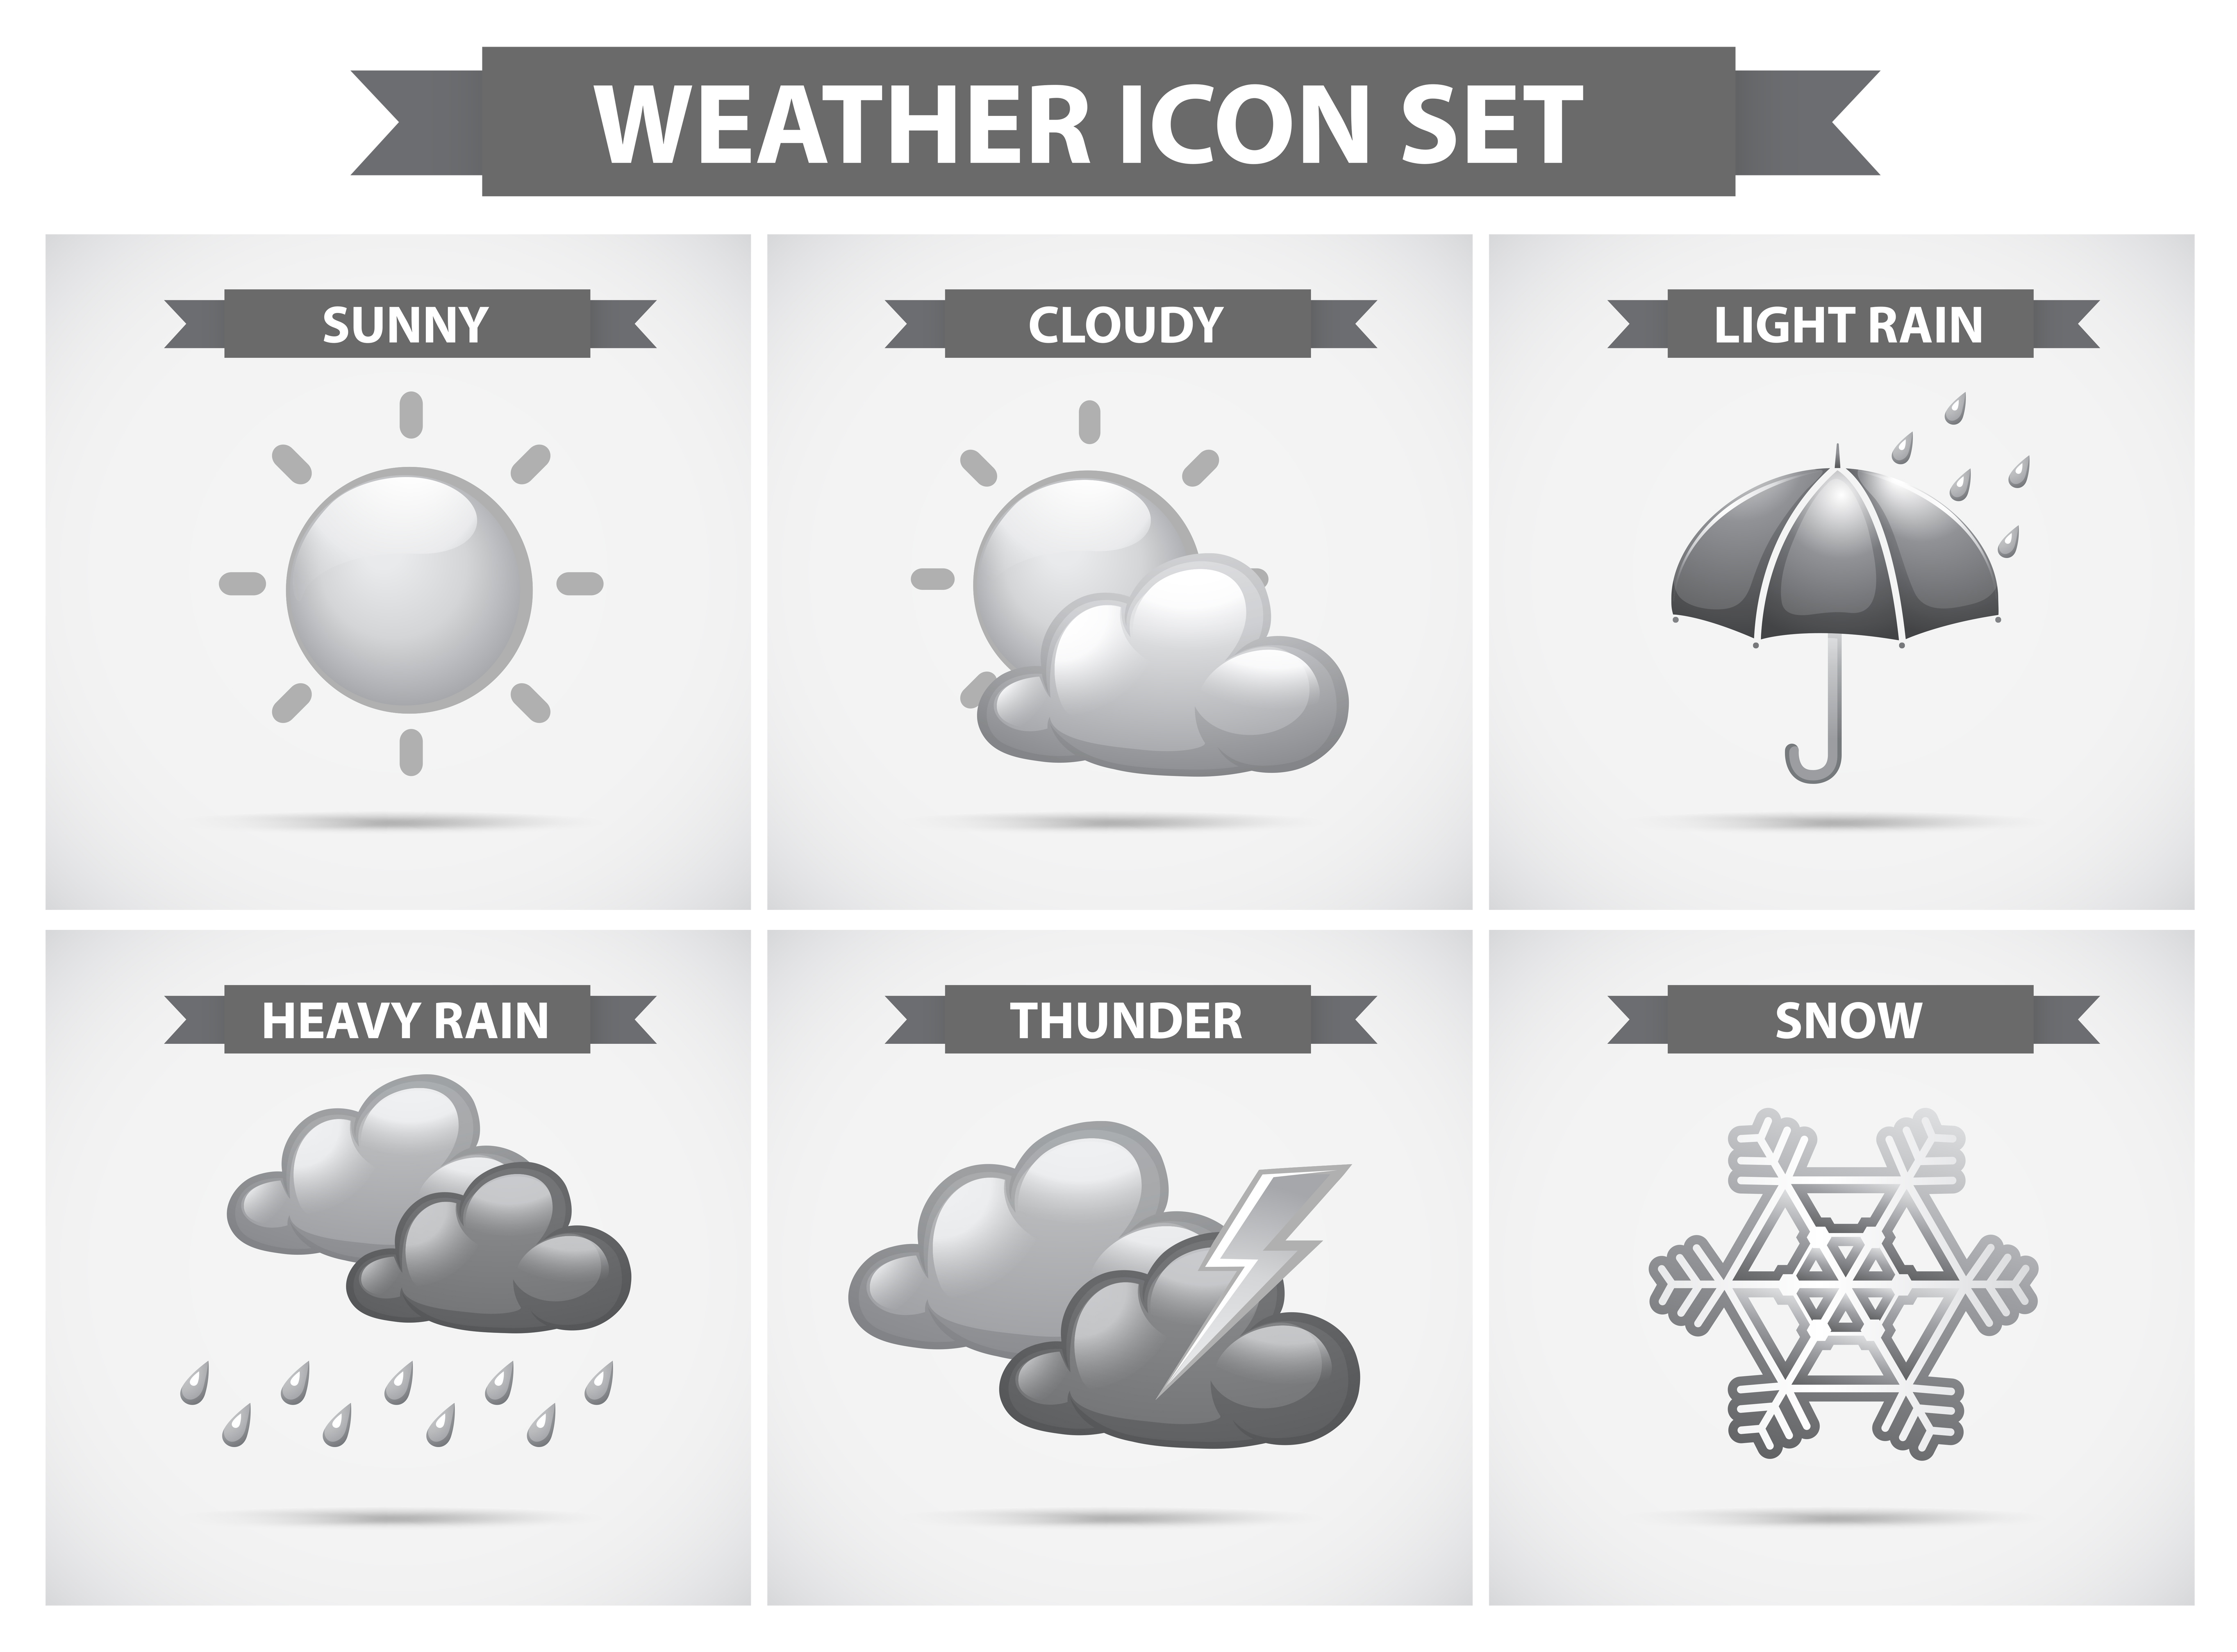 WEATHER ICON SET
SUNNY
CLOUDY
LIGHT RAIN
HEAVY RAIN
THUNDER
SNOW